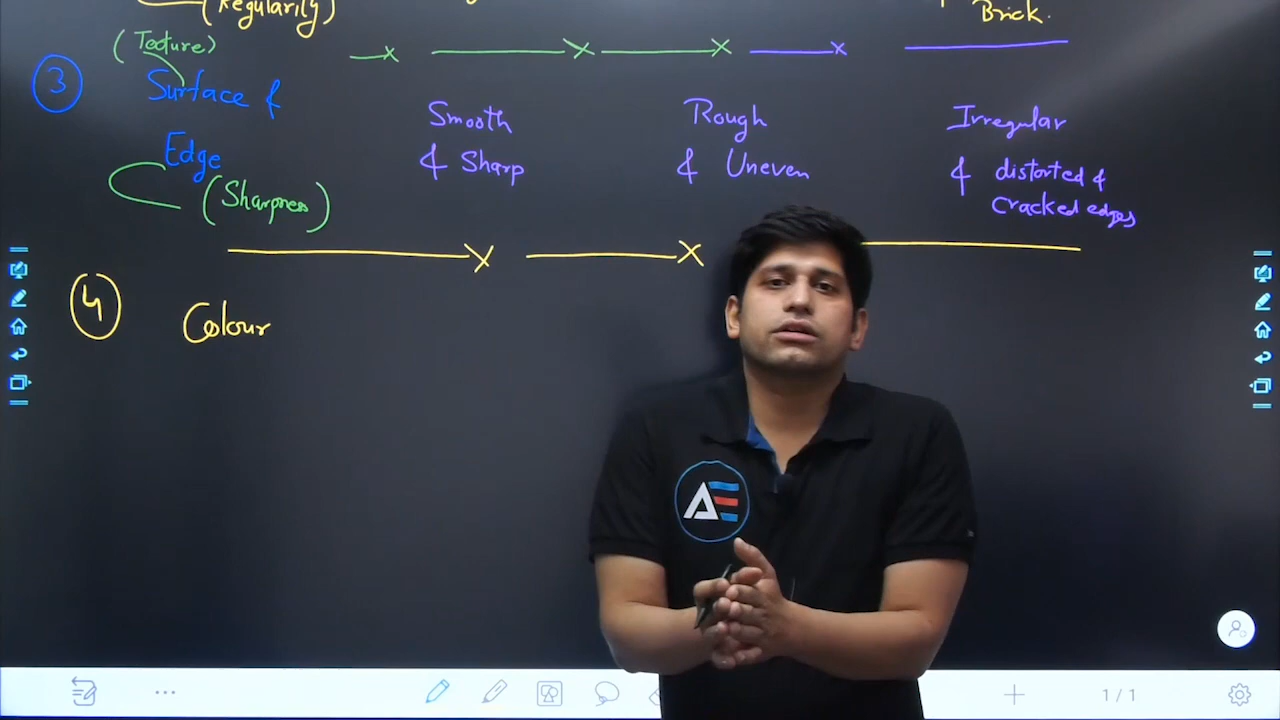 (Regularity)
Brick.
(Texture)
3 Surface &
Edge
(Sharpness)
Smooth
& Sharp
Rough
& Uneven
Irregular
& distorted &
cracked edges
4 Colour
AE
1/1